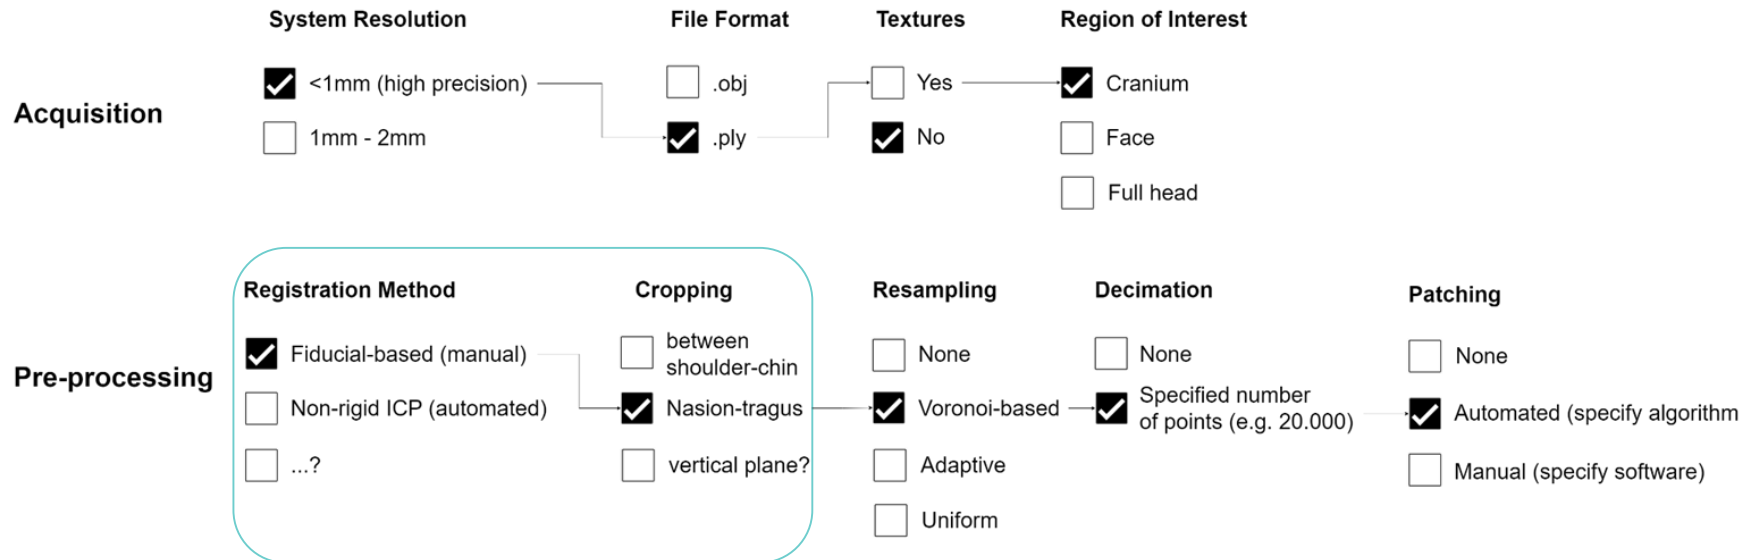 System Resolution File Format Textures Region of Interest
Acquisition
<1mm (high precision) .obj Yes Cranium
1mm - 2mm .ply No Face
Full head
Pre-processing
Registration Method Cropping Resampling Decimation Patching
Fiducial-based (manual) between shoulder-chin None None None
Non-rigid ICP (automated) Nasion-tragus Voronoi-based Specified number of points (e.g. 20.000) Automated (specify algorithm
...? vertical plane? Adaptive Manual (specify software)
Uniform